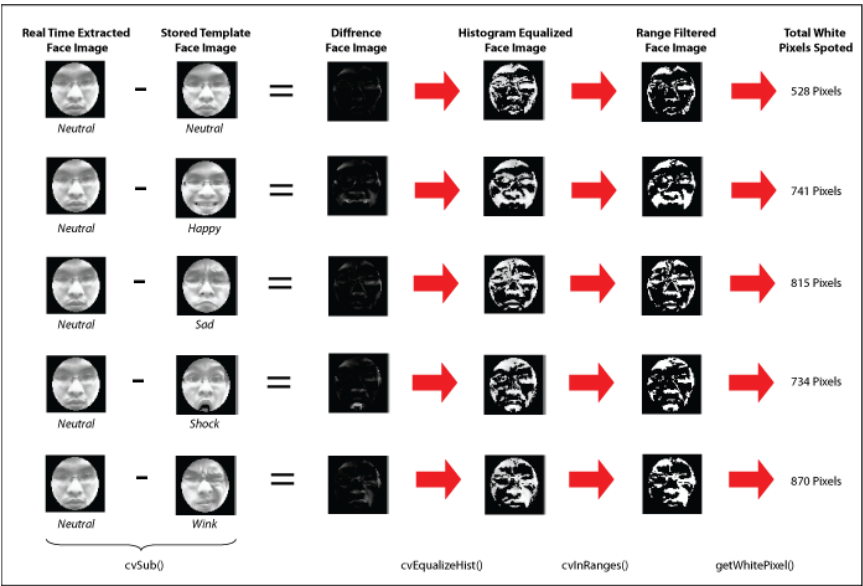 Real Time Extracted Face Image
Stored Template Face Image
Diffrence Face Image
Histogram Equalized Face Image
Range Filtered Face Image
Total White Pixels Spoted
- =
528 Pixels
Neutral
Neutral
- =
741 Pixels
Neutral
Happy
- =
815 Pixels
Neutral
Sad
- =
734 Pixels
Neutral
Shock
- =
870 Pixels
Neutral
Wink
cvSub()
cvEqualizeHist()
cvInRanges()
getWhitePixel()